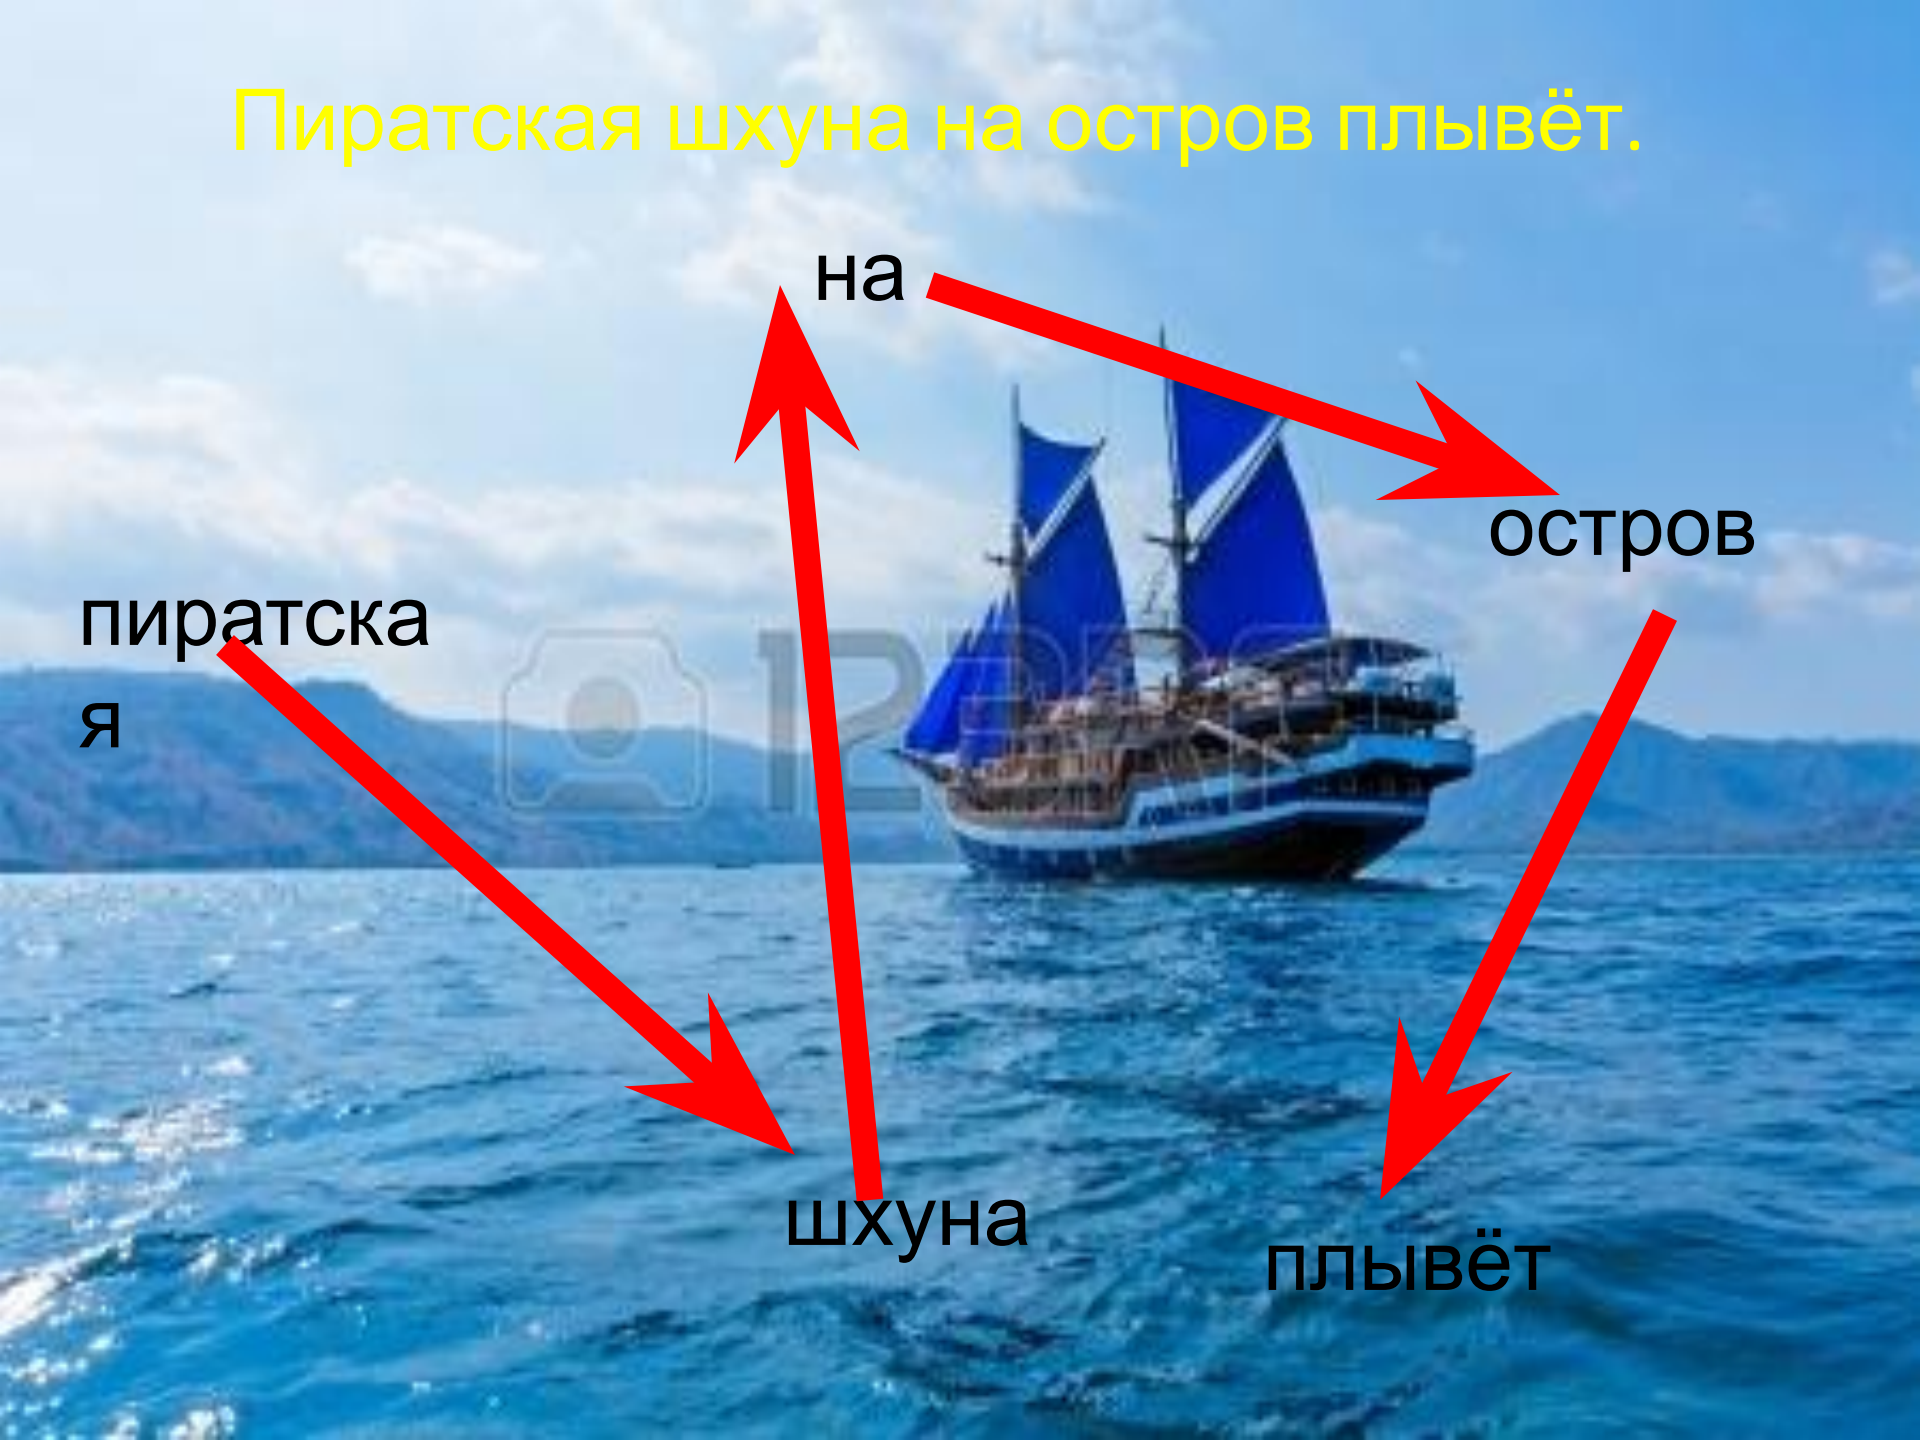 Пиратская шхуна на остров плывёт.
на
остров
пиратска
я
шхуна
плывёт